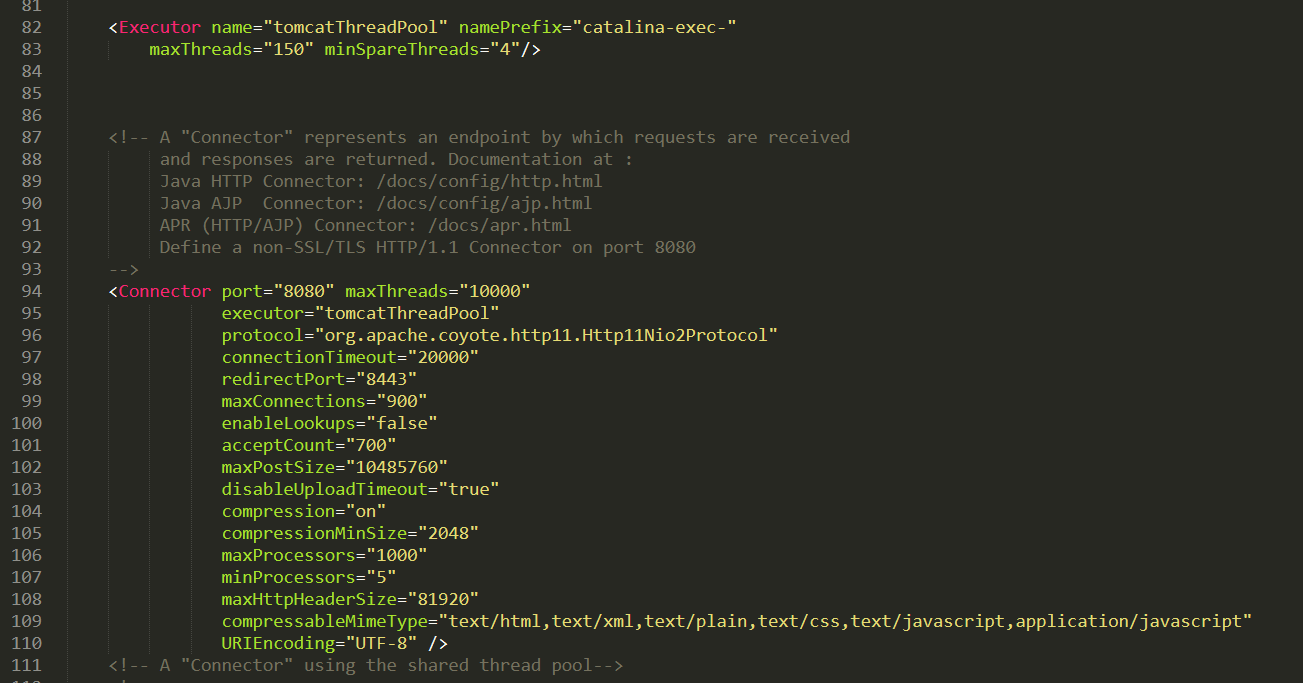 81
82 <Executor name="tomcatThreadPool" namePrefix="catalina-exec-"
83 maxThreads="150" minSpareThreads="4"/>
84
85
86
87 <!-- A "Connector" represents an endpoint by which requests are received
88 and responses are returned. Documentation at :
89 Java HTTP Connector: /docs/config/http.html
90 Java AJP  Connector: /docs/config/ajp.html
91 APR (HTTP/AJP) Connector: /docs/apr.html
92 Define a non-SSL/TLS HTTP/1.1 Connector on port 8080
93 -->
94 <Connector port="8080" maxThreads="10000"
95 executor="tomcatThreadPool"
96 protocol="org.apache.coyote.http11.Http11Nio2Protocol"
97 connectionTimeout="20000"
98 redirectPort="8443"
99 maxConnections="900"
100 enableLookups="false"
101 acceptCount="700"
102 maxPostSize="10485760"
103 disableUploadTimeout="true"
104 compression="on"
105 compressionMinSize="2048"
106 maxProcessors="1000"
107 minProcessors="5"
108 maxHttpHeaderSize="81920"
109 compressableMimeType="text/html,text/xml,text/plain,text/css,text/javascript,application/javascript"
110 URIEncoding="UTF-8" />
111 <!-- A "Connector" using the shared thread pool-->